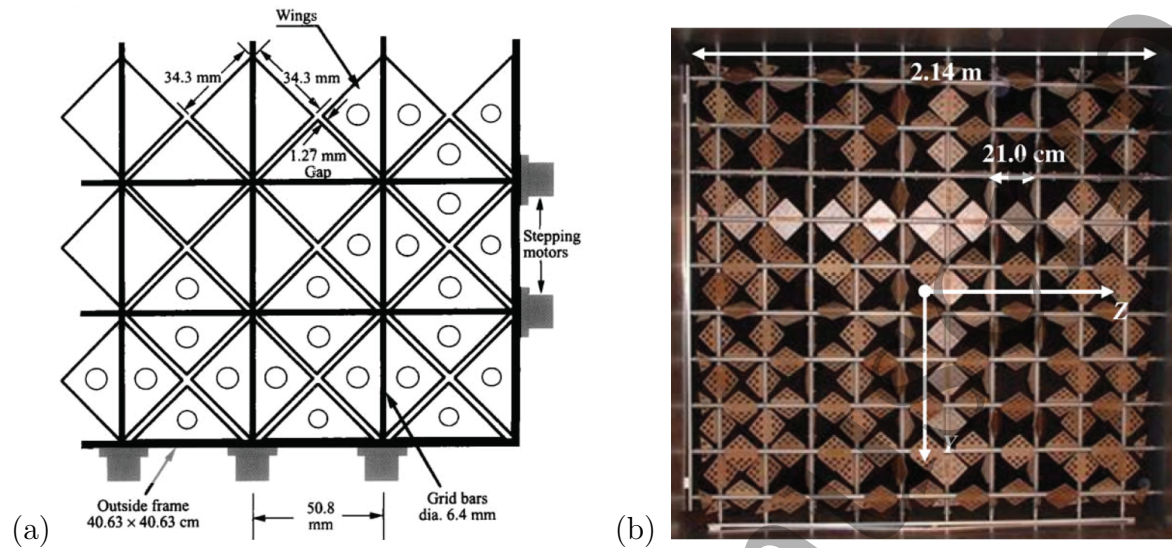 Wings
34.3 mm
34.3 mm
1.27 mm
Gap
Stepping
motors
Outside frame
40.63 × 40.63 cm
50.8
mm
Grid bars
dia. 6.4 mm
(a)
2.14 m
21.0 cm
Z
Y
(b)